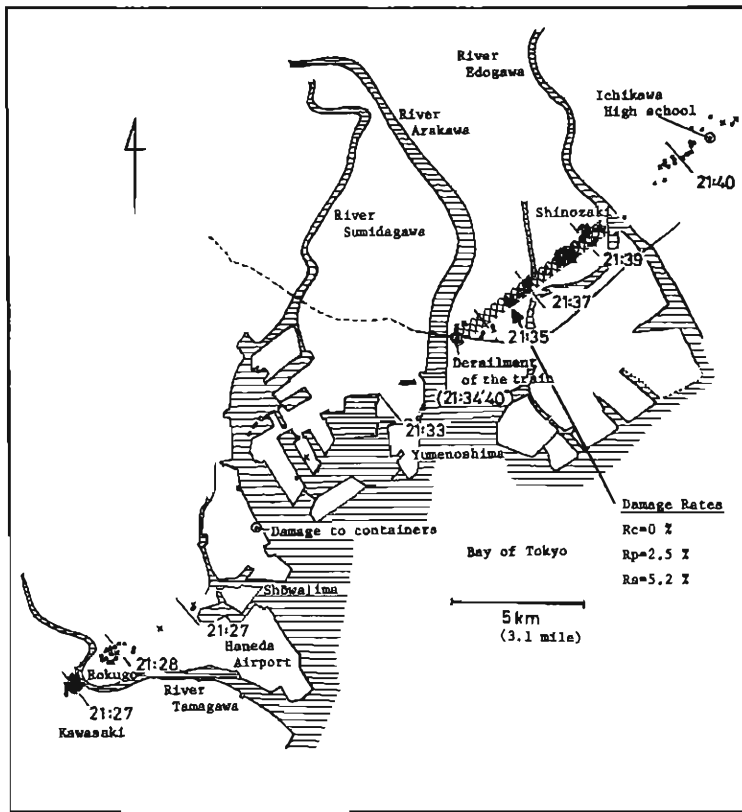 River
Edogawa
Ichikawa
High school
River
Arakawa
21:40
River
Sumidagawa
Shinozaki
21:39
21:37
21:35
Derailment
of the train
(21:34'40)
21:33
Yumenoshima
Damage Rates
Rc=0 %
Rp=2.5 %
Rs=5.2 %
Damage to containers
Bay of Tokyo
Shōwajima
5km
(3.1 mile)
21:27
Haneda
Airport
21:28
Rokugo
River
Tamagawa
21:27
Kawasaki